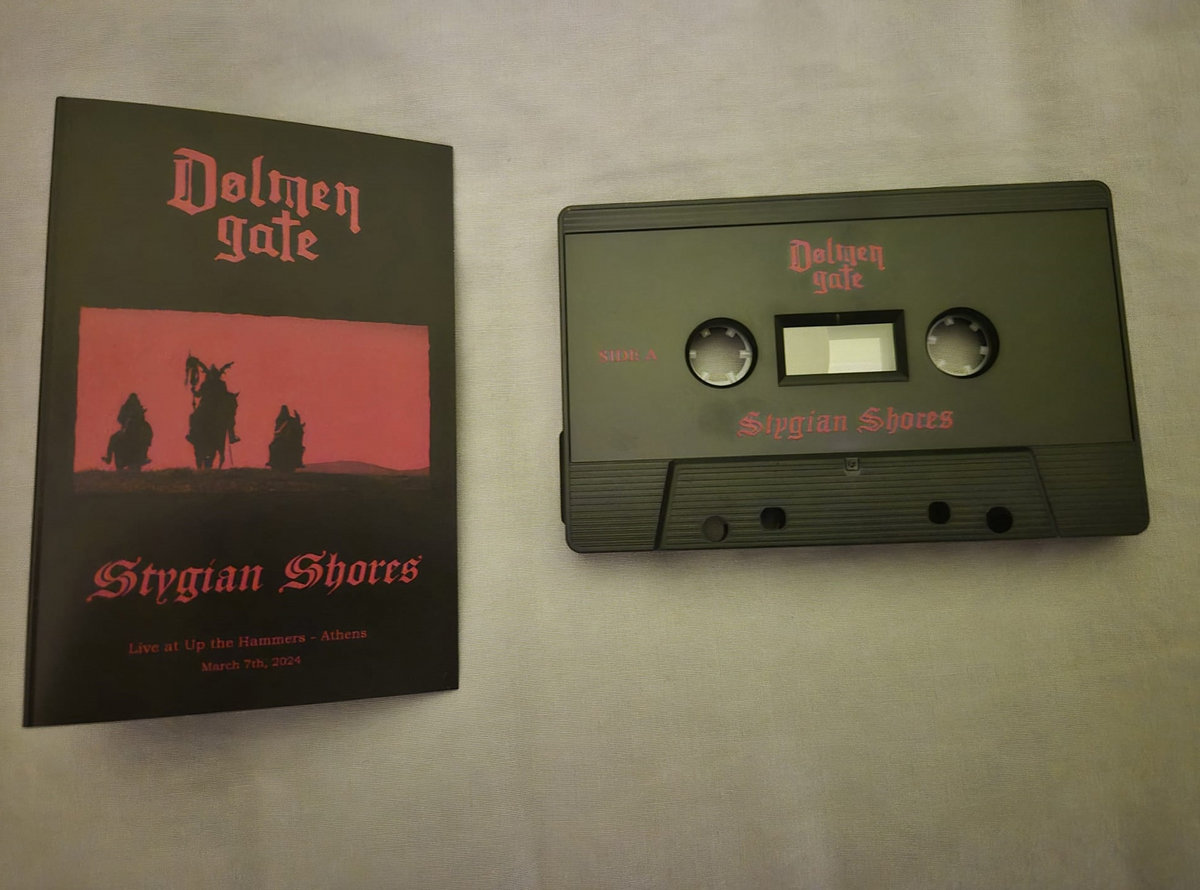 Dølmen
gate
Stygian Shores
Live at Up the Hammers - Athens
March 7th, 2024
Dølmen
gate
SIDE A
Stygian Shores